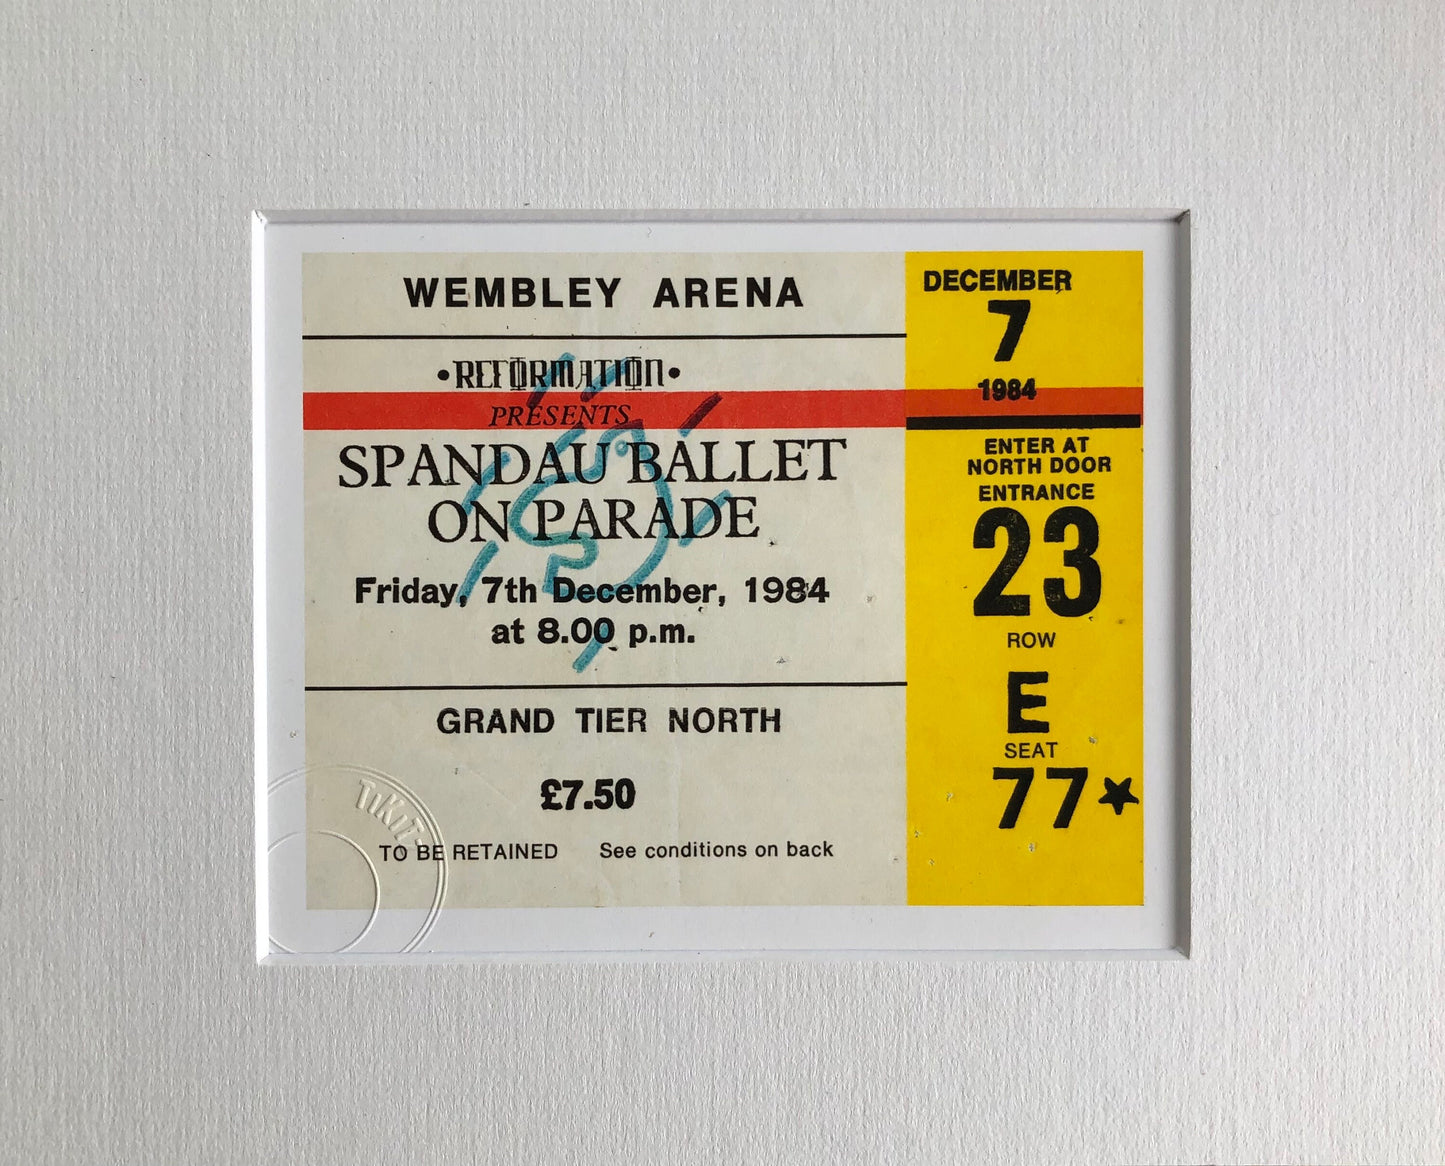 WEMBLEY ARENA
•REFORMATION•
PRESENTS
SPANDAU BALLET
ON PARADE
Friday, 7th December, 1984
at 8.00 p.m.
GRAND TIER NORTH
£7.50
TO BE RETAINED See conditions on back
TIKIT
DECEMBER
7
1984
ENTER AT
NORTH DOOR
ENTRANCE
23
ROW
E
SEAT
77★